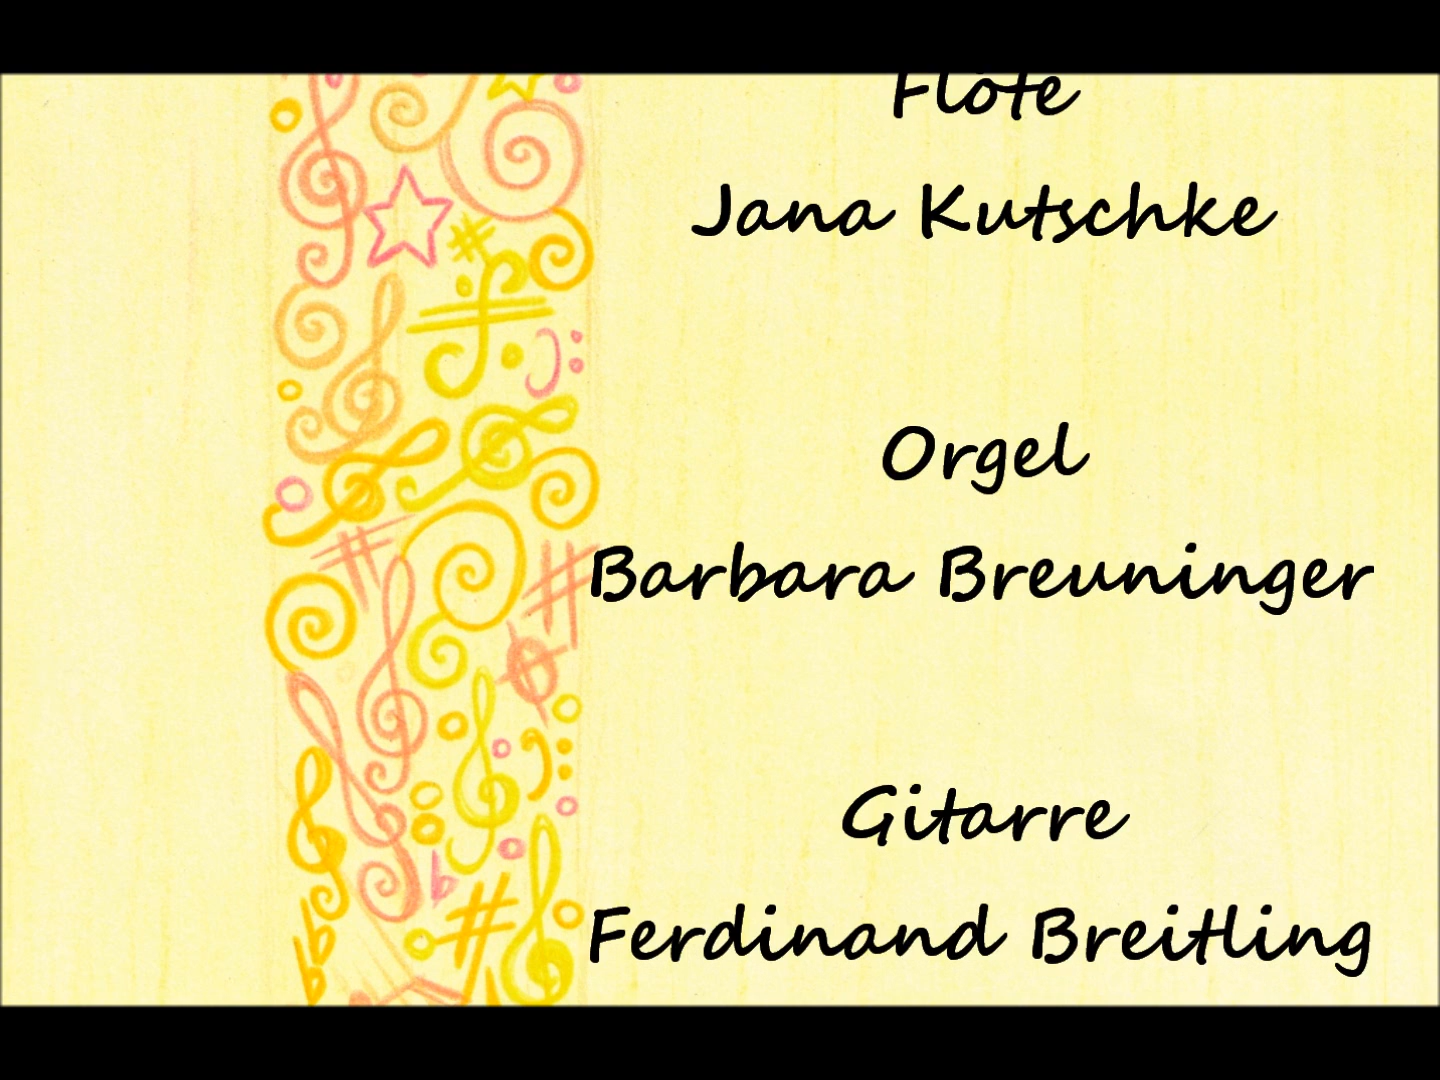 Flöte
Jana Kutschke
Orgel
Barbara Breuninger
Gitarre
Ferdinand Breitling